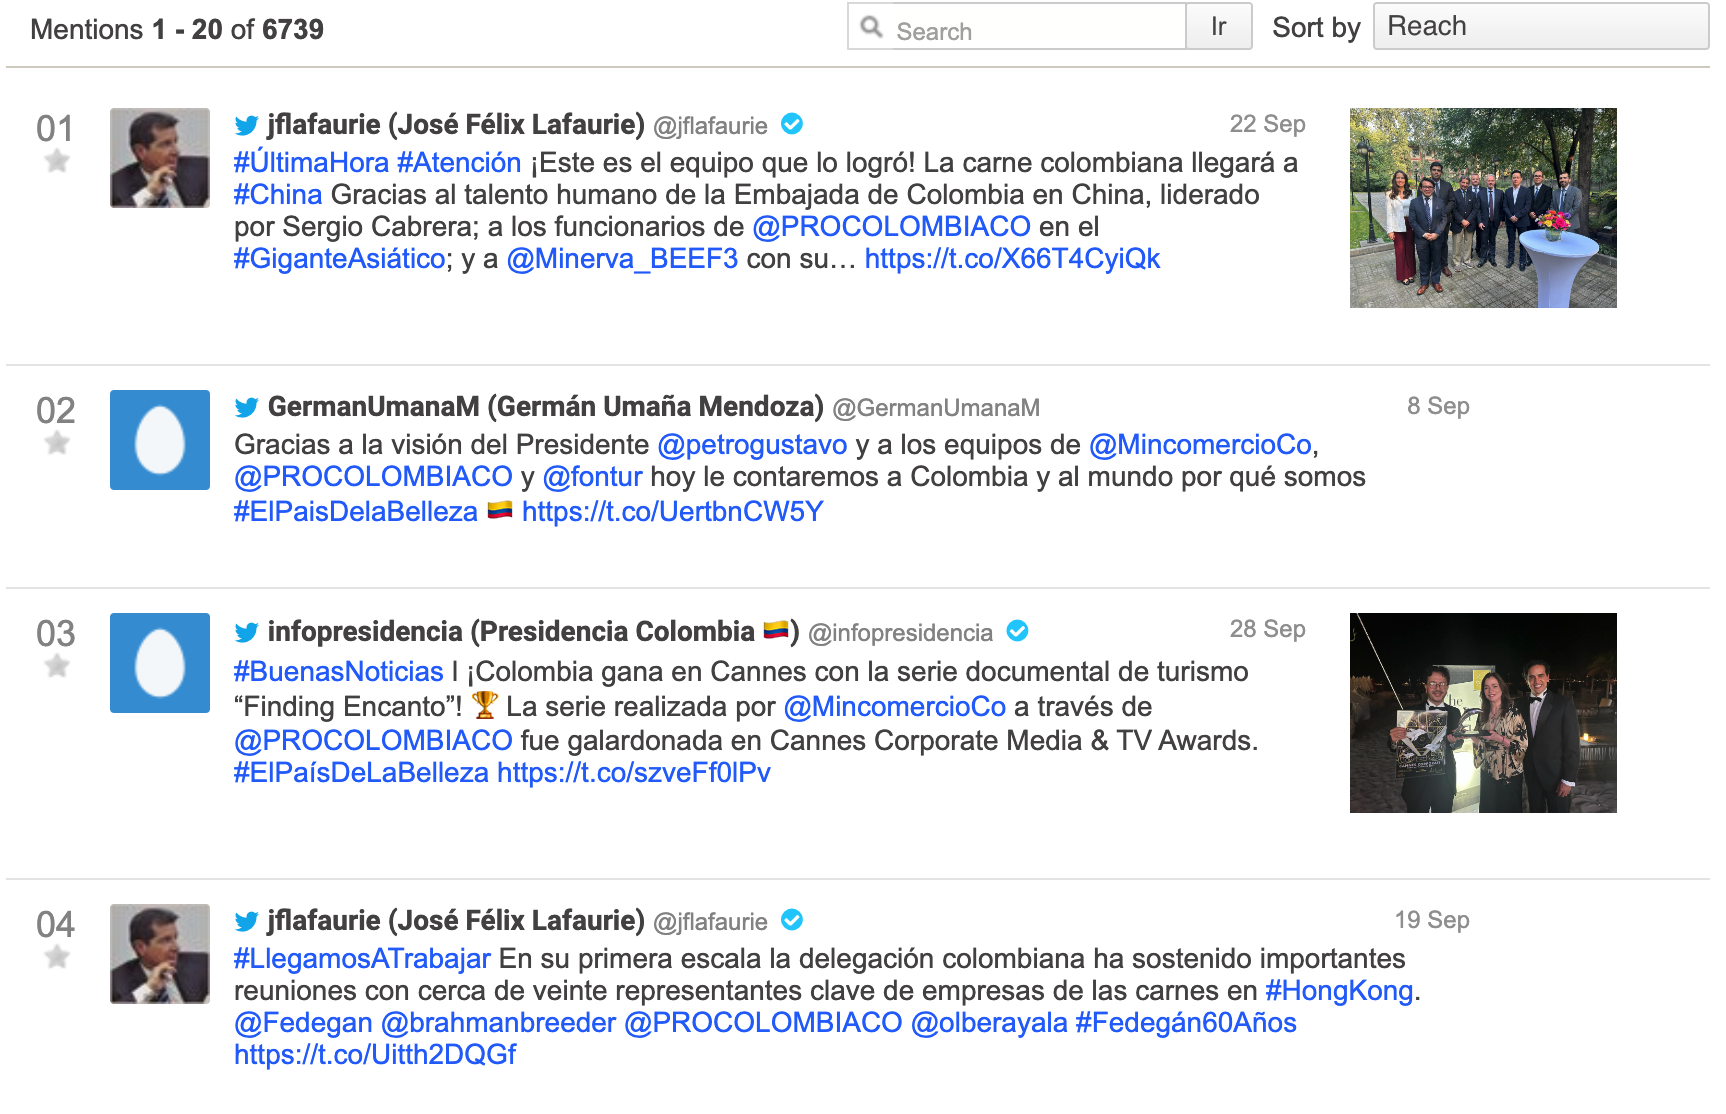 Mentions 1 - 20 of 6739
Search
Ir
Sort by
Reach
01
jflafaurie (José Félix Lafaurie) @jflafaurie
22 Sep
#ÚltimaHora #Atención ¡Este es el equipo que lo logró! La carne colombiana llegará a
#China Gracias al talento humano de la Embajada de Colombia en China, liderado
por Sergio Cabrera; a los funcionarios de @PROCOLOMBIACO en el
#GiganteAsiático; y a @Minerva_BEEF3 con su… https://t.co/X66T4CyiQk
02
GermanUmanaM (Germán Umaña Mendoza) @GermanUmanaM
8 Sep
Gracias a la visión del Presidente @petrogustavo y a los equipos de @MincomercioCo,
@PROCOLOMBIACO y @fontur hoy le contaremos a Colombia y al mundo por qué somos
#ElPaisDelaBelleza 🇨🇴 https://t.co/UertbnCW5Y
03
infopresidencia (Presidencia Colombia 🇨🇴) @infopresidencia
28 Sep
#BuenasNoticias l ¡Colombia gana en Cannes con la serie documental de turismo
“Finding Encanto”! 🏆 La serie realizada por @MincomercioCo a través de
@PROCOLOMBIACO fue galardonada en Cannes Corporate Media & TV Awards.
#ElPaísDeLaBelleza https://t.co/szveFf0lPv
04
jflafaurie (José Félix Lafaurie) @jflafaurie
19 Sep
#LlegamosATrabajar En su primera escala la delegación colombiana ha sostenido importantes
reuniones con cerca de veinte representantes clave de empresas de las carnes en #HongKong.
@Fedegan @brahmanbreeder @PROCOLOMBIACO @olberayala #Fedegán60Años
https://t.co/Uitth2DQGf